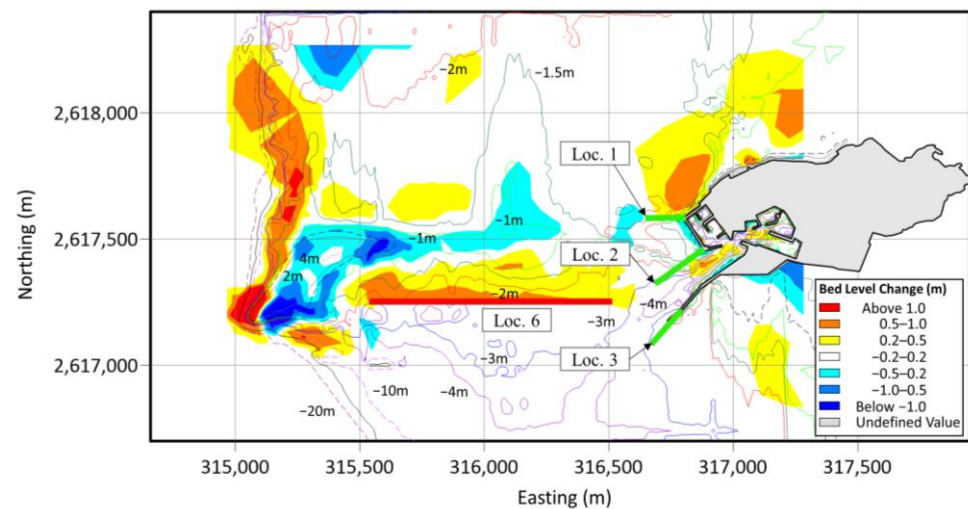 −2m
−1.5m
2,618,000
Loc. 1
−1m
2,617,500
−1m
4m
2m
Loc. 2
−2m
−4m
Loc. 6
−3m
−3m
Loc. 3
2,617,000
−10m
−4m
−20m
Northing (m)
Bed Level Change (m)
Above 1.0
0.5−1.0
0.2−0.5
−0.2−0.2
−0.5−0.2
−1.0−0.5
Below −1.0
Undefined Value
315,000 315,500 316,000 316,500 317,000 317,500
Easting (m)